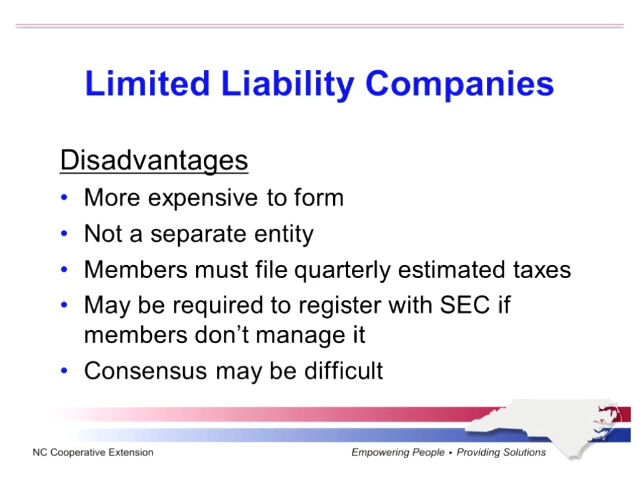 Limited Liability Companies
Disadvantages
• More expensive to form
• Not a separate entity
• Members must file quarterly estimated taxes
• May be required to register with SEC if
members don’t manage it
• Consensus may be difficult
NC Cooperative Extension
Empowering People • Providing Solutions